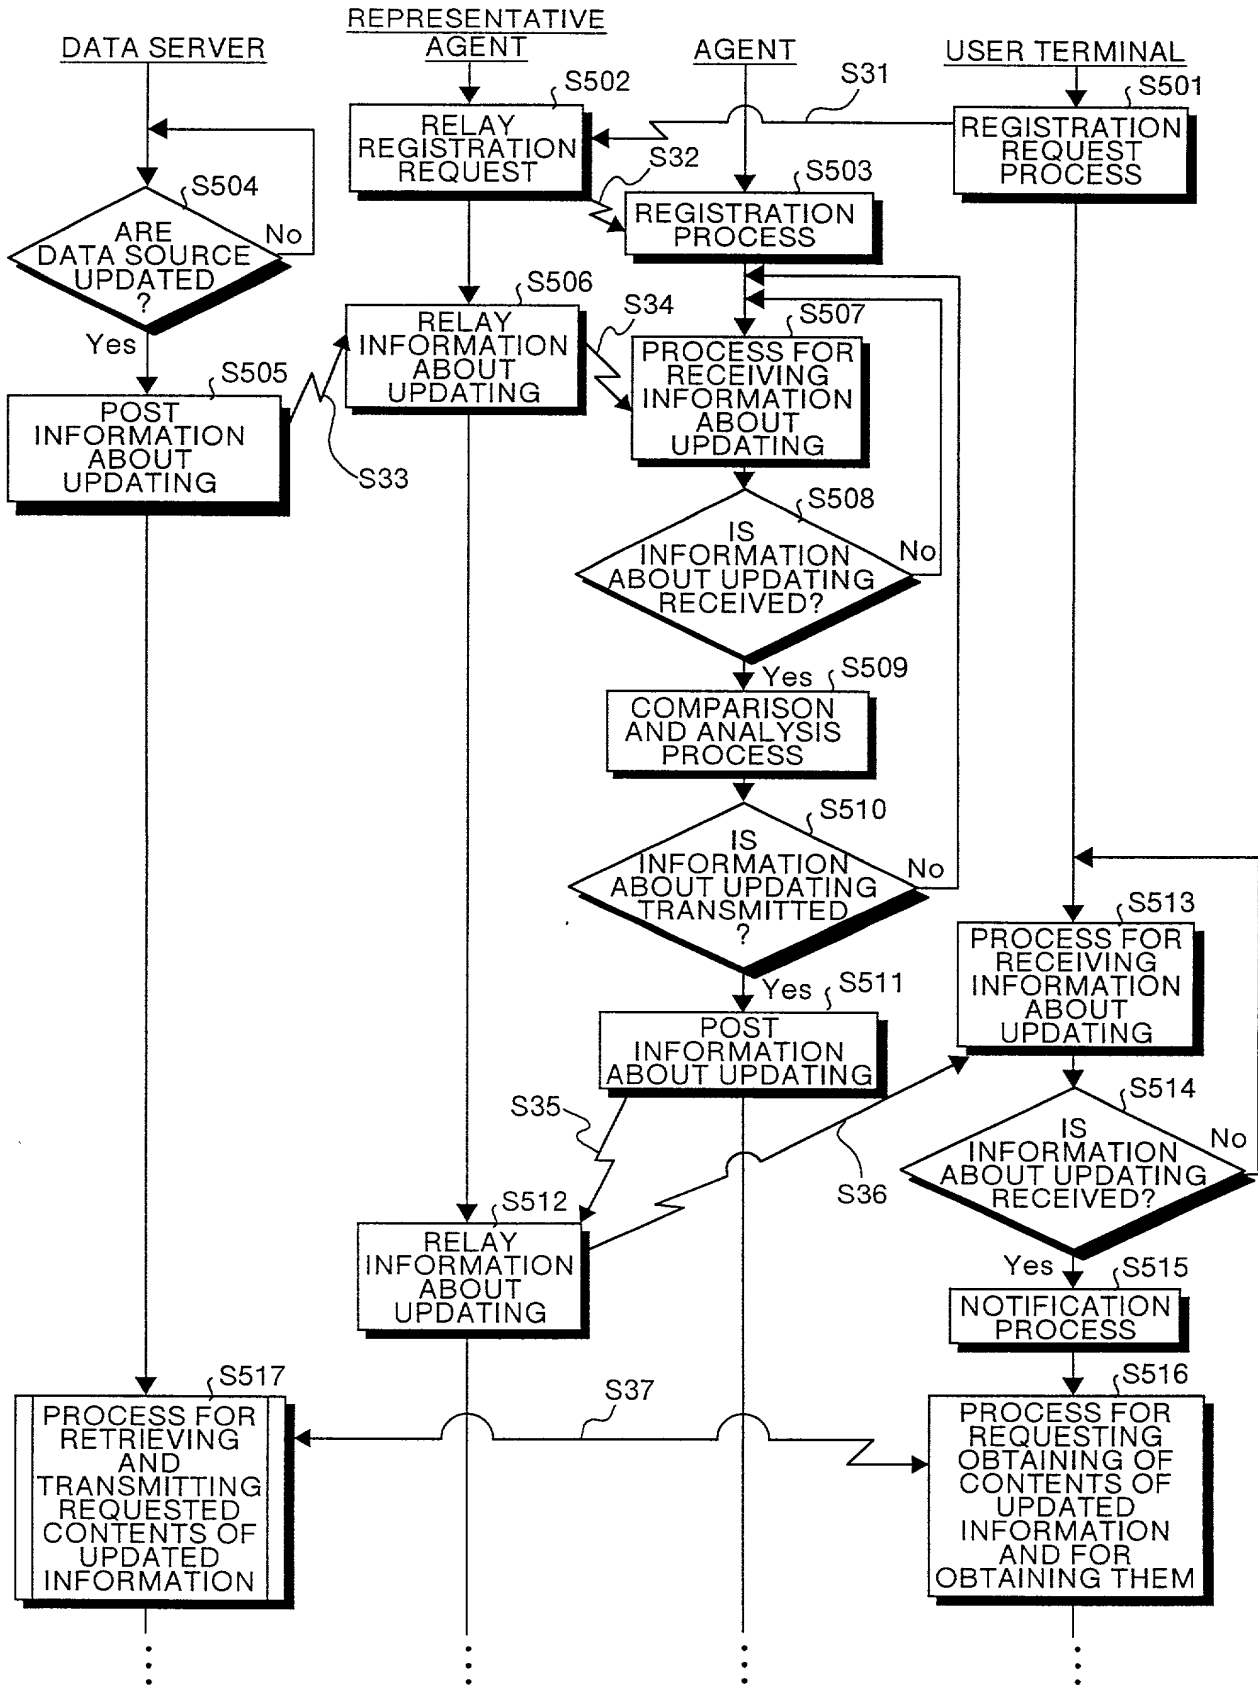 DATA SERVER
REPRESENTATIVE
AGENT
AGENT
USER TERMINAL
S31
S501
REGISTRATION
REQUEST
PROCESS
S502
RELAY
REGISTRATION
REQUEST
S32
S503
REGISTRATION
PROCESS
S504
ARE
DATA SOURCE
UPDATED
?
No
Yes
S505
POST
INFORMATION
ABOUT
UPDATING
S33
S506
RELAY
INFORMATION
ABOUT
UPDATING
S34
S507
PROCESS FOR
RECEIVING
INFORMATION
ABOUT
UPDATING
S508
IS
INFORMATION
ABOUT UPDATING
RECEIVED?
No
Yes
S509
COMPARISON
AND ANALYSIS
PROCESS
S510
IS
INFORMATION
ABOUT UPDATING
TRANSMITTED
?
No
Yes
S511
POST
INFORMATION
ABOUT UPDATING
S35
S36
S512
RELAY
INFORMATION
ABOUT
UPDATING
S513
PROCESS FOR
RECEIVING
INFORMATION
ABOUT
UPDATING
S514
IS
INFORMATION
ABOUT UPDATING
RECEIVED?
No
Yes
S515
NOTIFICATION
PROCESS
S516
PROCESS FOR
REQUESTING
OBTAINING OF
CONTENTS OF
UPDATED
INFORMATION
AND FOR
OBTAINING THEM
S37
S517
PROCESS FOR
RETRIEVING
AND
TRANSMITTING
REQUESTED
CONTENTS OF
UPDATED
INFORMATION